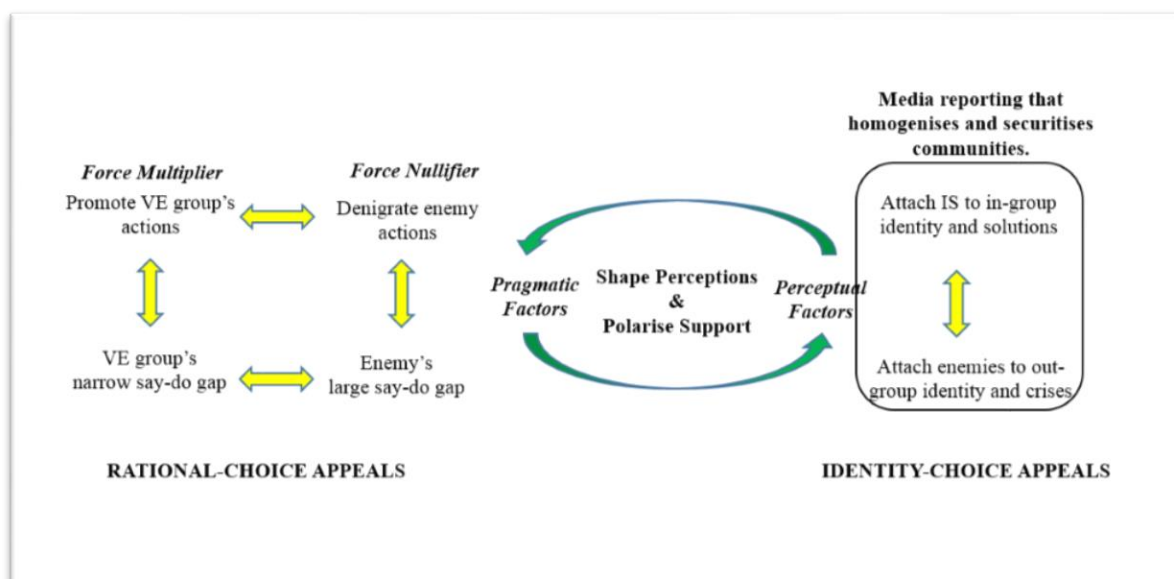 Media reporting that
homogenises and securitises
communities.
Force Multiplier
Promote VE group's
actions
Force Nullifier
Denigrate enemy
actions
VE group's
narrow say-do gap
Enemy's
large say-do gap
Pragmatic
Factors
Shape Perceptions
&
Polarise Support
Perceptual
Factors
Attach IS to in-group
identity and solutions
Attach enemies to out-
group identity and crises
RATIONAL-CHOICE APPEALS
IDENTITY-CHOICE APPEALS